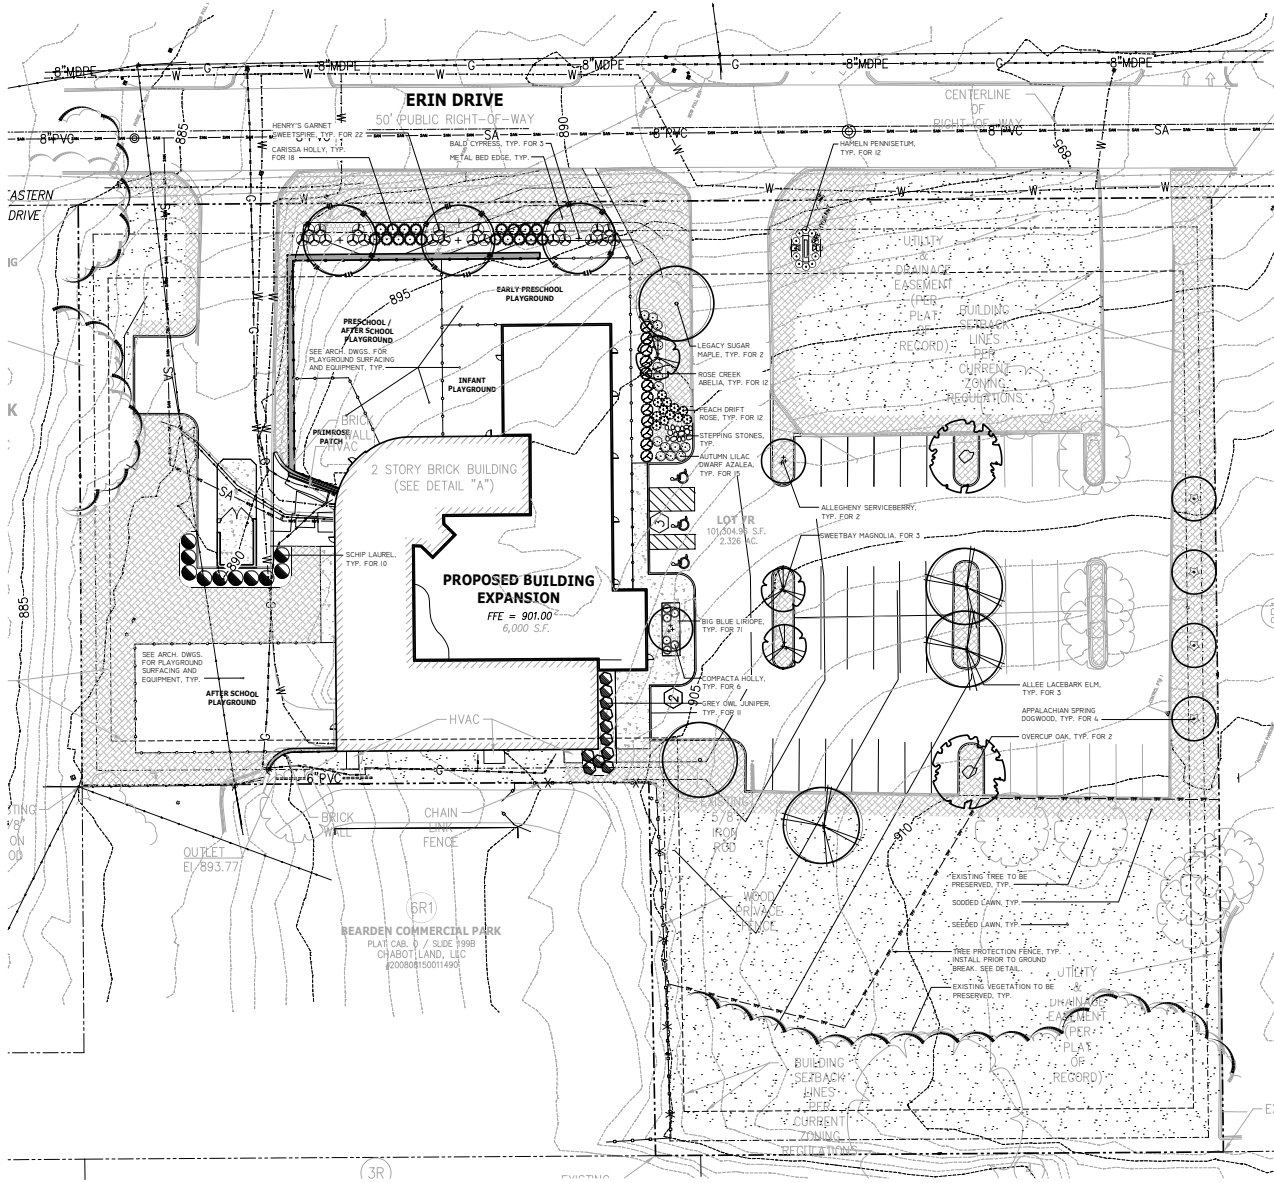 8"MDPE
W
G
W
8"MDPE
W
G
W
8"MDPE
G
8"MDPE
G
8"MDPE
885
ERIN DRIVE
50' PUBLIC RIGHT-OF-WAY
890
CENTERLINE
OF
RIGHT-OF-WAY
8"PVC
SA
8"PVC
8"PVC
SA
895
HENRY'S GARNET
SWEETSPIRE, TYP. FOR 22
CARISSA HOLLY, TYP.
FOR 18
BALD CYPRESS, TYP. FOR 3
METAL BED EDGE, TYP.
HAMELN PENNISETUM,
TYP. FOR 12
EASTERN
DRIVE
UTILITY
&
DRAINAGE
EASEMENT
(PER
PLAT
OF
RECORD)
BUILDING
SETBACK
LINES
PER
CURRENT
ZONING
REGULATIONS
895
EARLY PRESCHOOL
PLAYGROUND
PRESCHOOL /
AFTER SCHOOL
PLAYGROUND
SEE ARCH. DWGS. FOR
PLAYGROUND SURFACING
AND EQUIPMENT, TYP.
INFANT
PLAYGROUND
LEGACY SUGAR
MAPLE, TYP. FOR 2
ROSE CREEK
ABELIA, TYP. FOR 12
PEACH DRIFT
ROSE, TYP. FOR 12
STEPPING STONES,
TYP.
AUTUMN LILAC
DWARF AZALEA,
TYP. FOR 15
K
BRICK
WALL
PRIMROSE
PATCH
HVAC
2 STORY BRICK BUILDING
(SEE DETAIL "A")
SA
SA
3
LOT 7R
101,304.96 S.F.
2.326 AC.
ALLEGHENY SERVICEBERRY,
TYP. FOR 2
SWEETBAY MAGNOLIA, FOR 3
890
SCHIP LAUREL,
TYP. FOR 10
885
PROPOSED BUILDING
EXPANSION
FFE = 901.00
6,000 S.F.
BIG BLUE LIRIOPE,
TYP. FOR 71
SEE ARCH. DWGS.
FOR PLAYGROUND
SURFACING AND
EQUIPMENT, TYP.
AFTER SCHOOL
PLAYGROUND
COMPACTA HOLLY,
TYP. FOR 6
905
2
GREY OWL JUNIPER,
TYP. FOR 11
ALLEE LACEBARK ELM,
TYP. FOR 3
APPALACHIAN SPRING
DOGWOOD, TYP. FOR 4
OVERCUP OAK, TYP. FOR 2
HVAC
6"PVC
G
BRICK
WALL
CHAIN
LINK
FENCE
EXISTING
5/8"
IRON
ROD
910
OUTLET
EL 893.77
6R1
BEARDEN COMMERCIAL PARK
PLAT CAB. O / SLIDE 199B
CHABOT LAND, LLC
#200808150011490
WOOD
PRIVACY
FENCE
EXISTING TREE TO BE
PRESERVED, TYP.
SODDED LAWN, TYP.
SEEDED LAWN, TYP.
TREE PROTECTION FENCE, TYP.
INSTALL PRIOR TO GROUND
BREAK. SEE DETAIL.
EXISTING VEGETATION TO BE
PRESERVED, TYP.
UTILITY
&
DRAINAGE
EASEMENT
(PER
PLAT
OF
RECORD)
BUILDING
SETBACK
LINES
PER
CURRENT
ZONING
REGULATIONS
3R
EXISTING